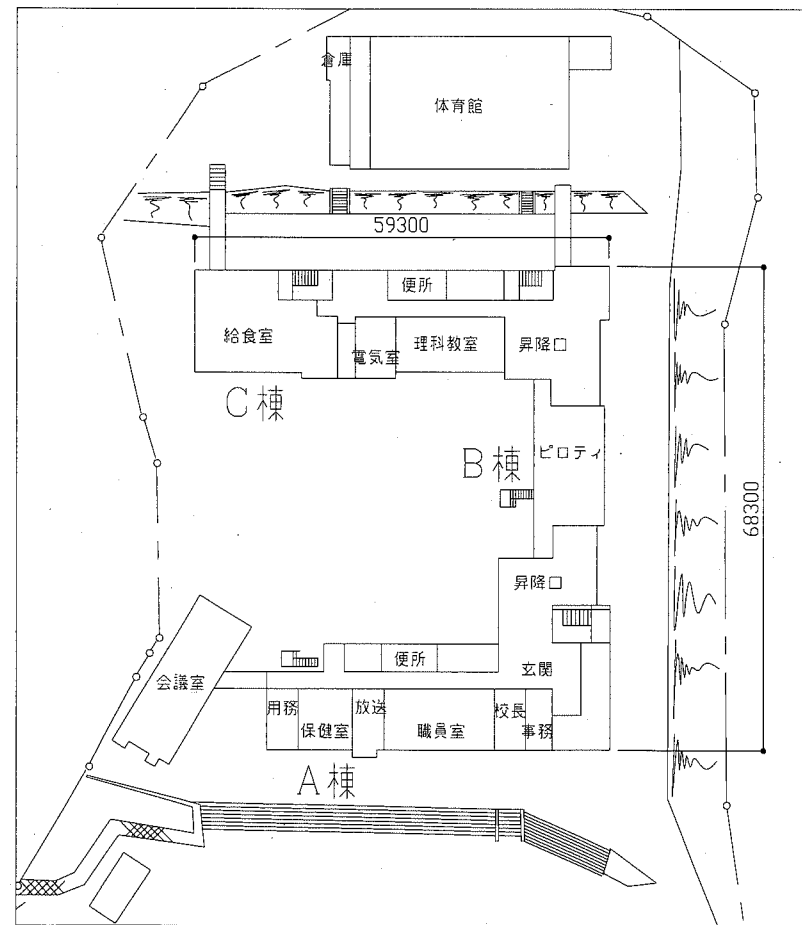 倉庫
体育館
59300
便所
給食室
電気室
理科教室
昇降口
C棟
B棟
ピロティ
68300
昇降口
便所
玄関
会議室
用務
保健室
放送
職員室
校長
事務
A棟